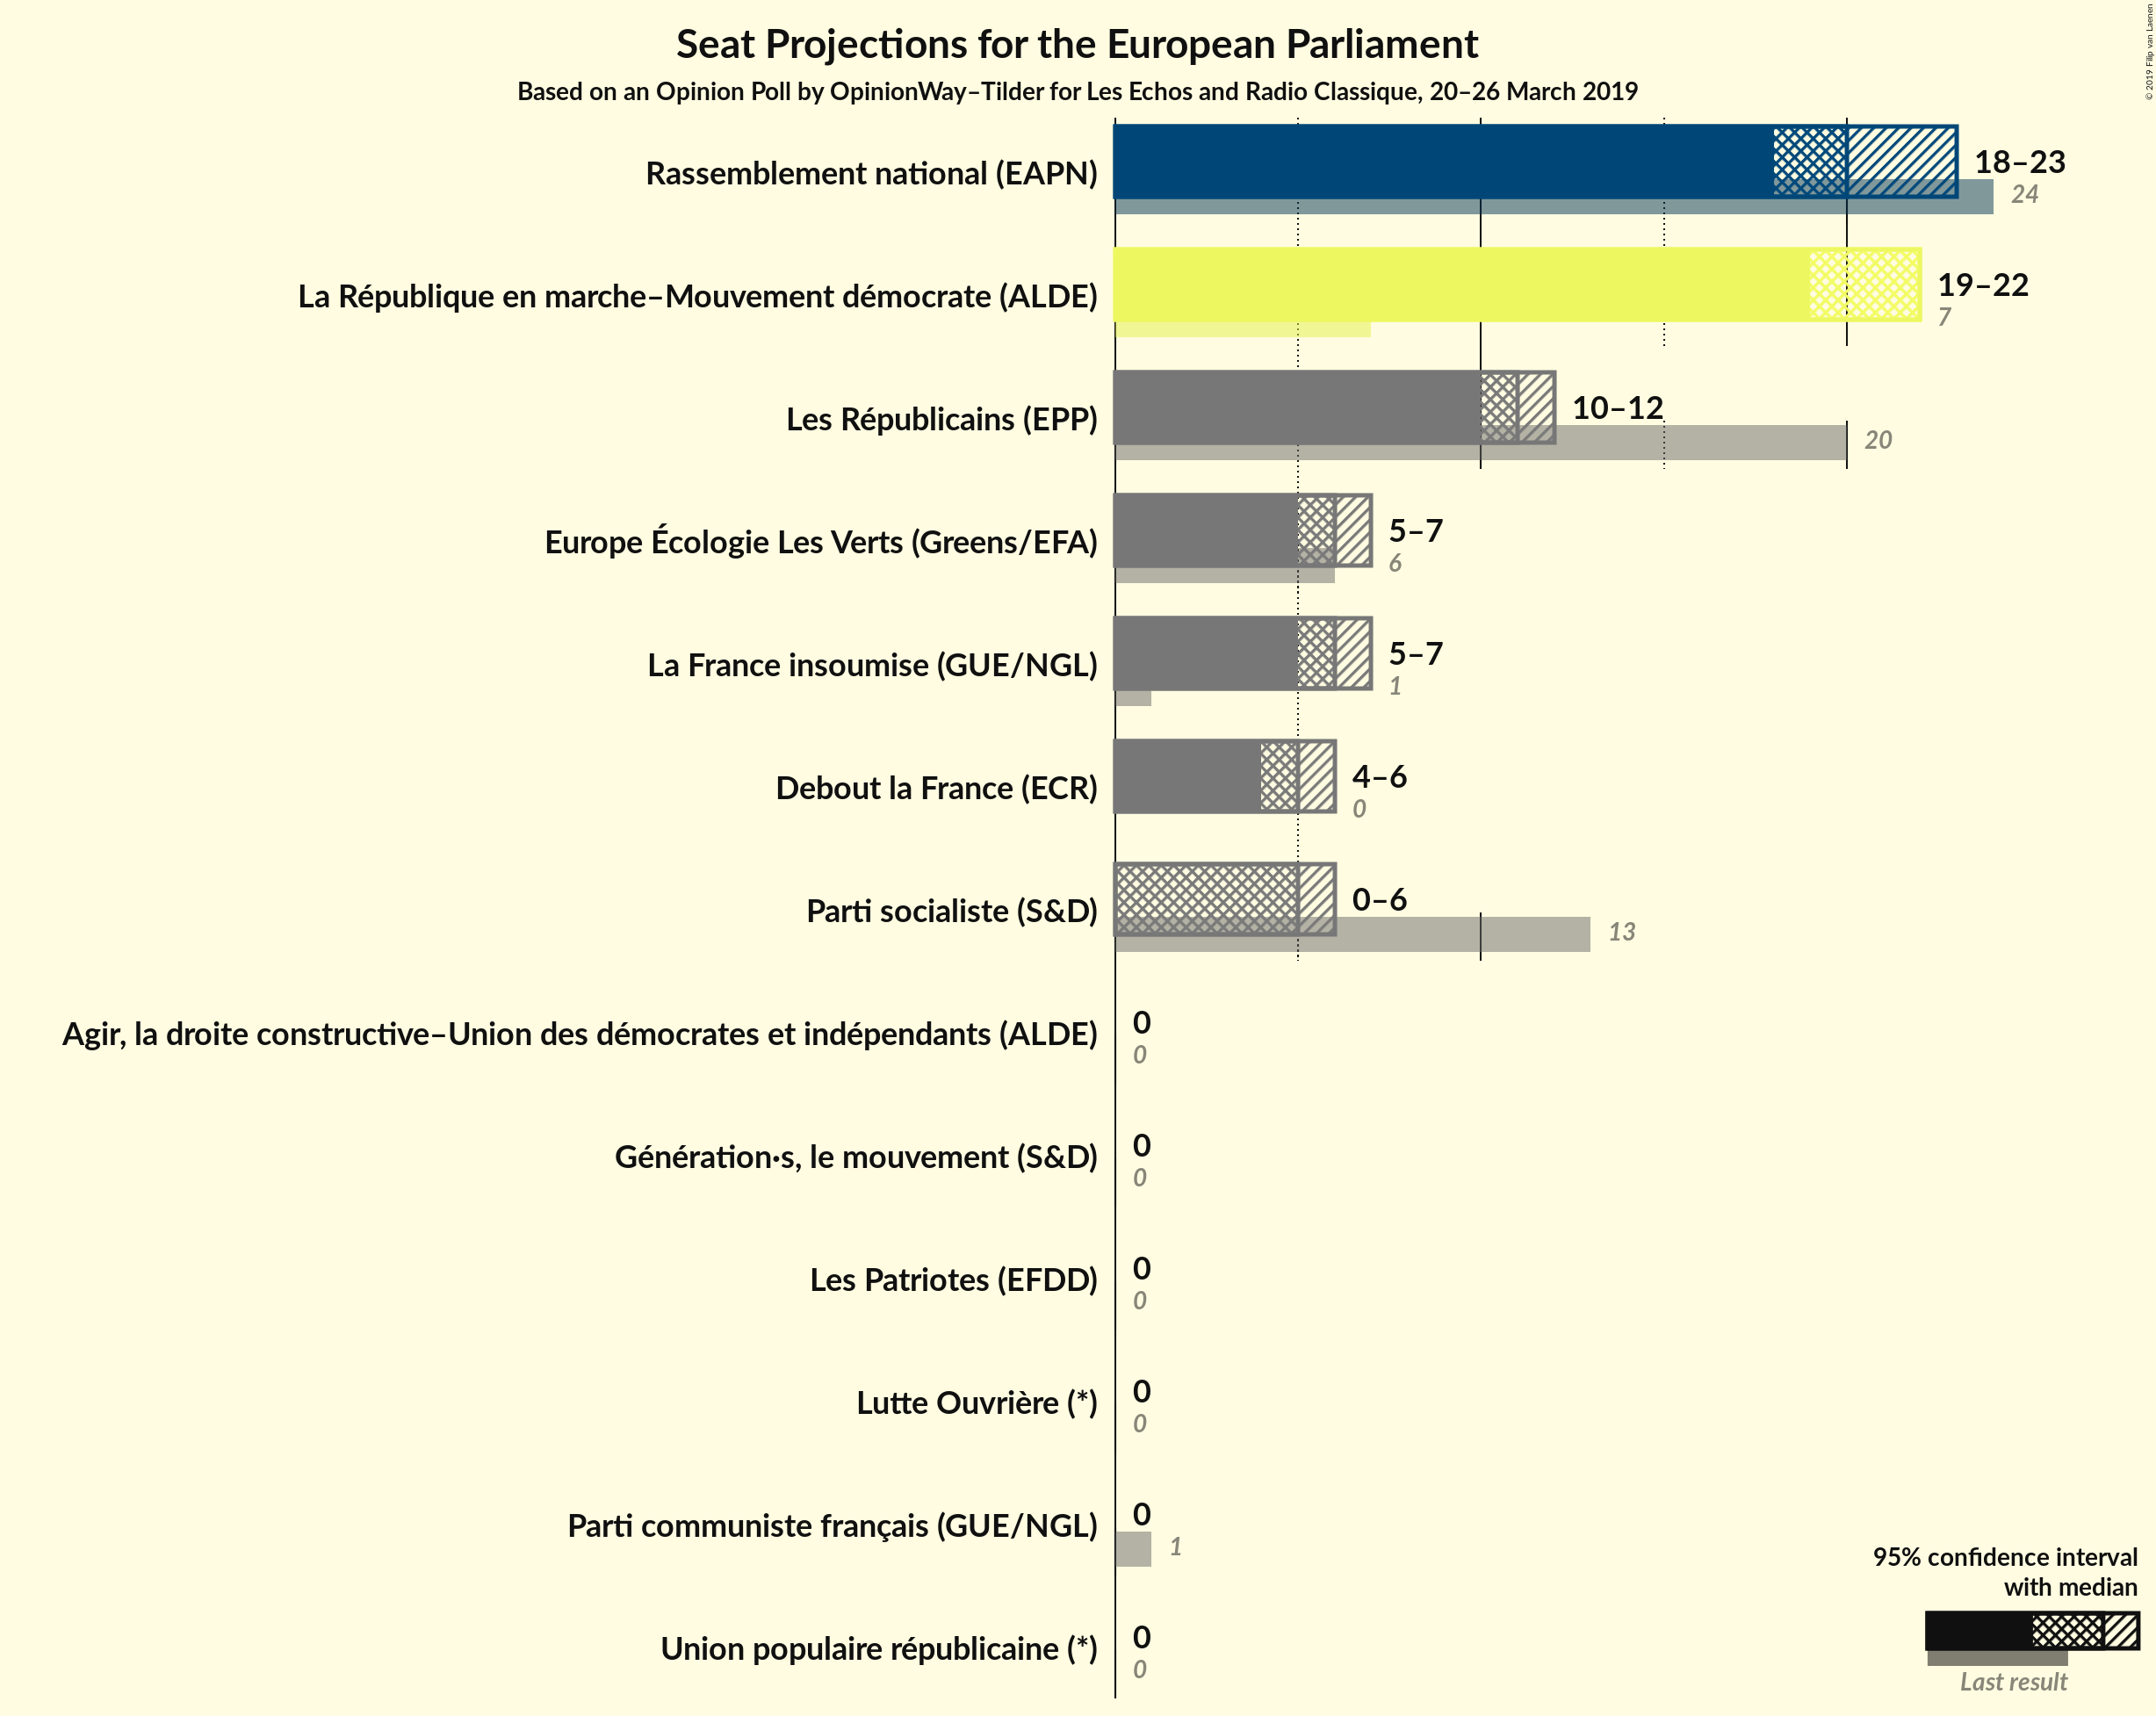 Seat Projections for the European Parliament
Based on an Opinion Poll by OpinionWay–Tilder for Les Echos and Radio Classique, 20–26 March 2019
© 2019 Filip van Laenen
Rassemblement national (EAPN)
18–23
24
La République en marche–Mouvement démocrate (ALDE)
19–22
7
Les Républicains (EPP)
10–12
20
Europe Écologie Les Verts (Greens/EFA)
5–7
6
La France insoumise (GUE/NGL)
5–7
1
Debout la France (ECR)
4–6
0
Parti socialiste (S&D)
0–6
13
Agir, la droite constructive–Union des démocrates et indépendants (ALDE)
0
0
Génération·s, le mouvement (S&D)
0
0
Les Patriotes (EFDD)
0
0
Lutte Ouvrière (*)
0
0
Parti communiste français (GUE/NGL)
0
1
Union populaire républicaine (*)
0
0
95% confidence interval
with median
Last result